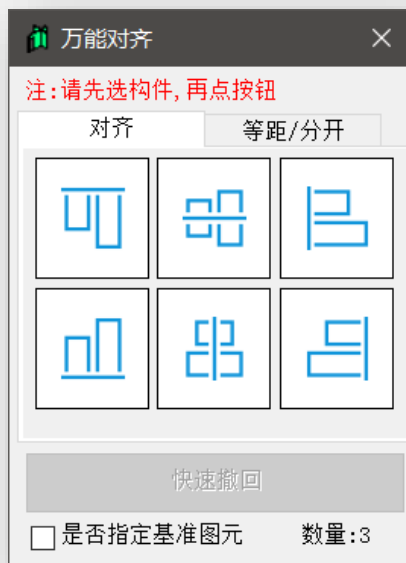 万能对齐
注:请先选构件,再点按钮
对齐 等距/分开
快速撤回
是否指定基准图元 数量:3